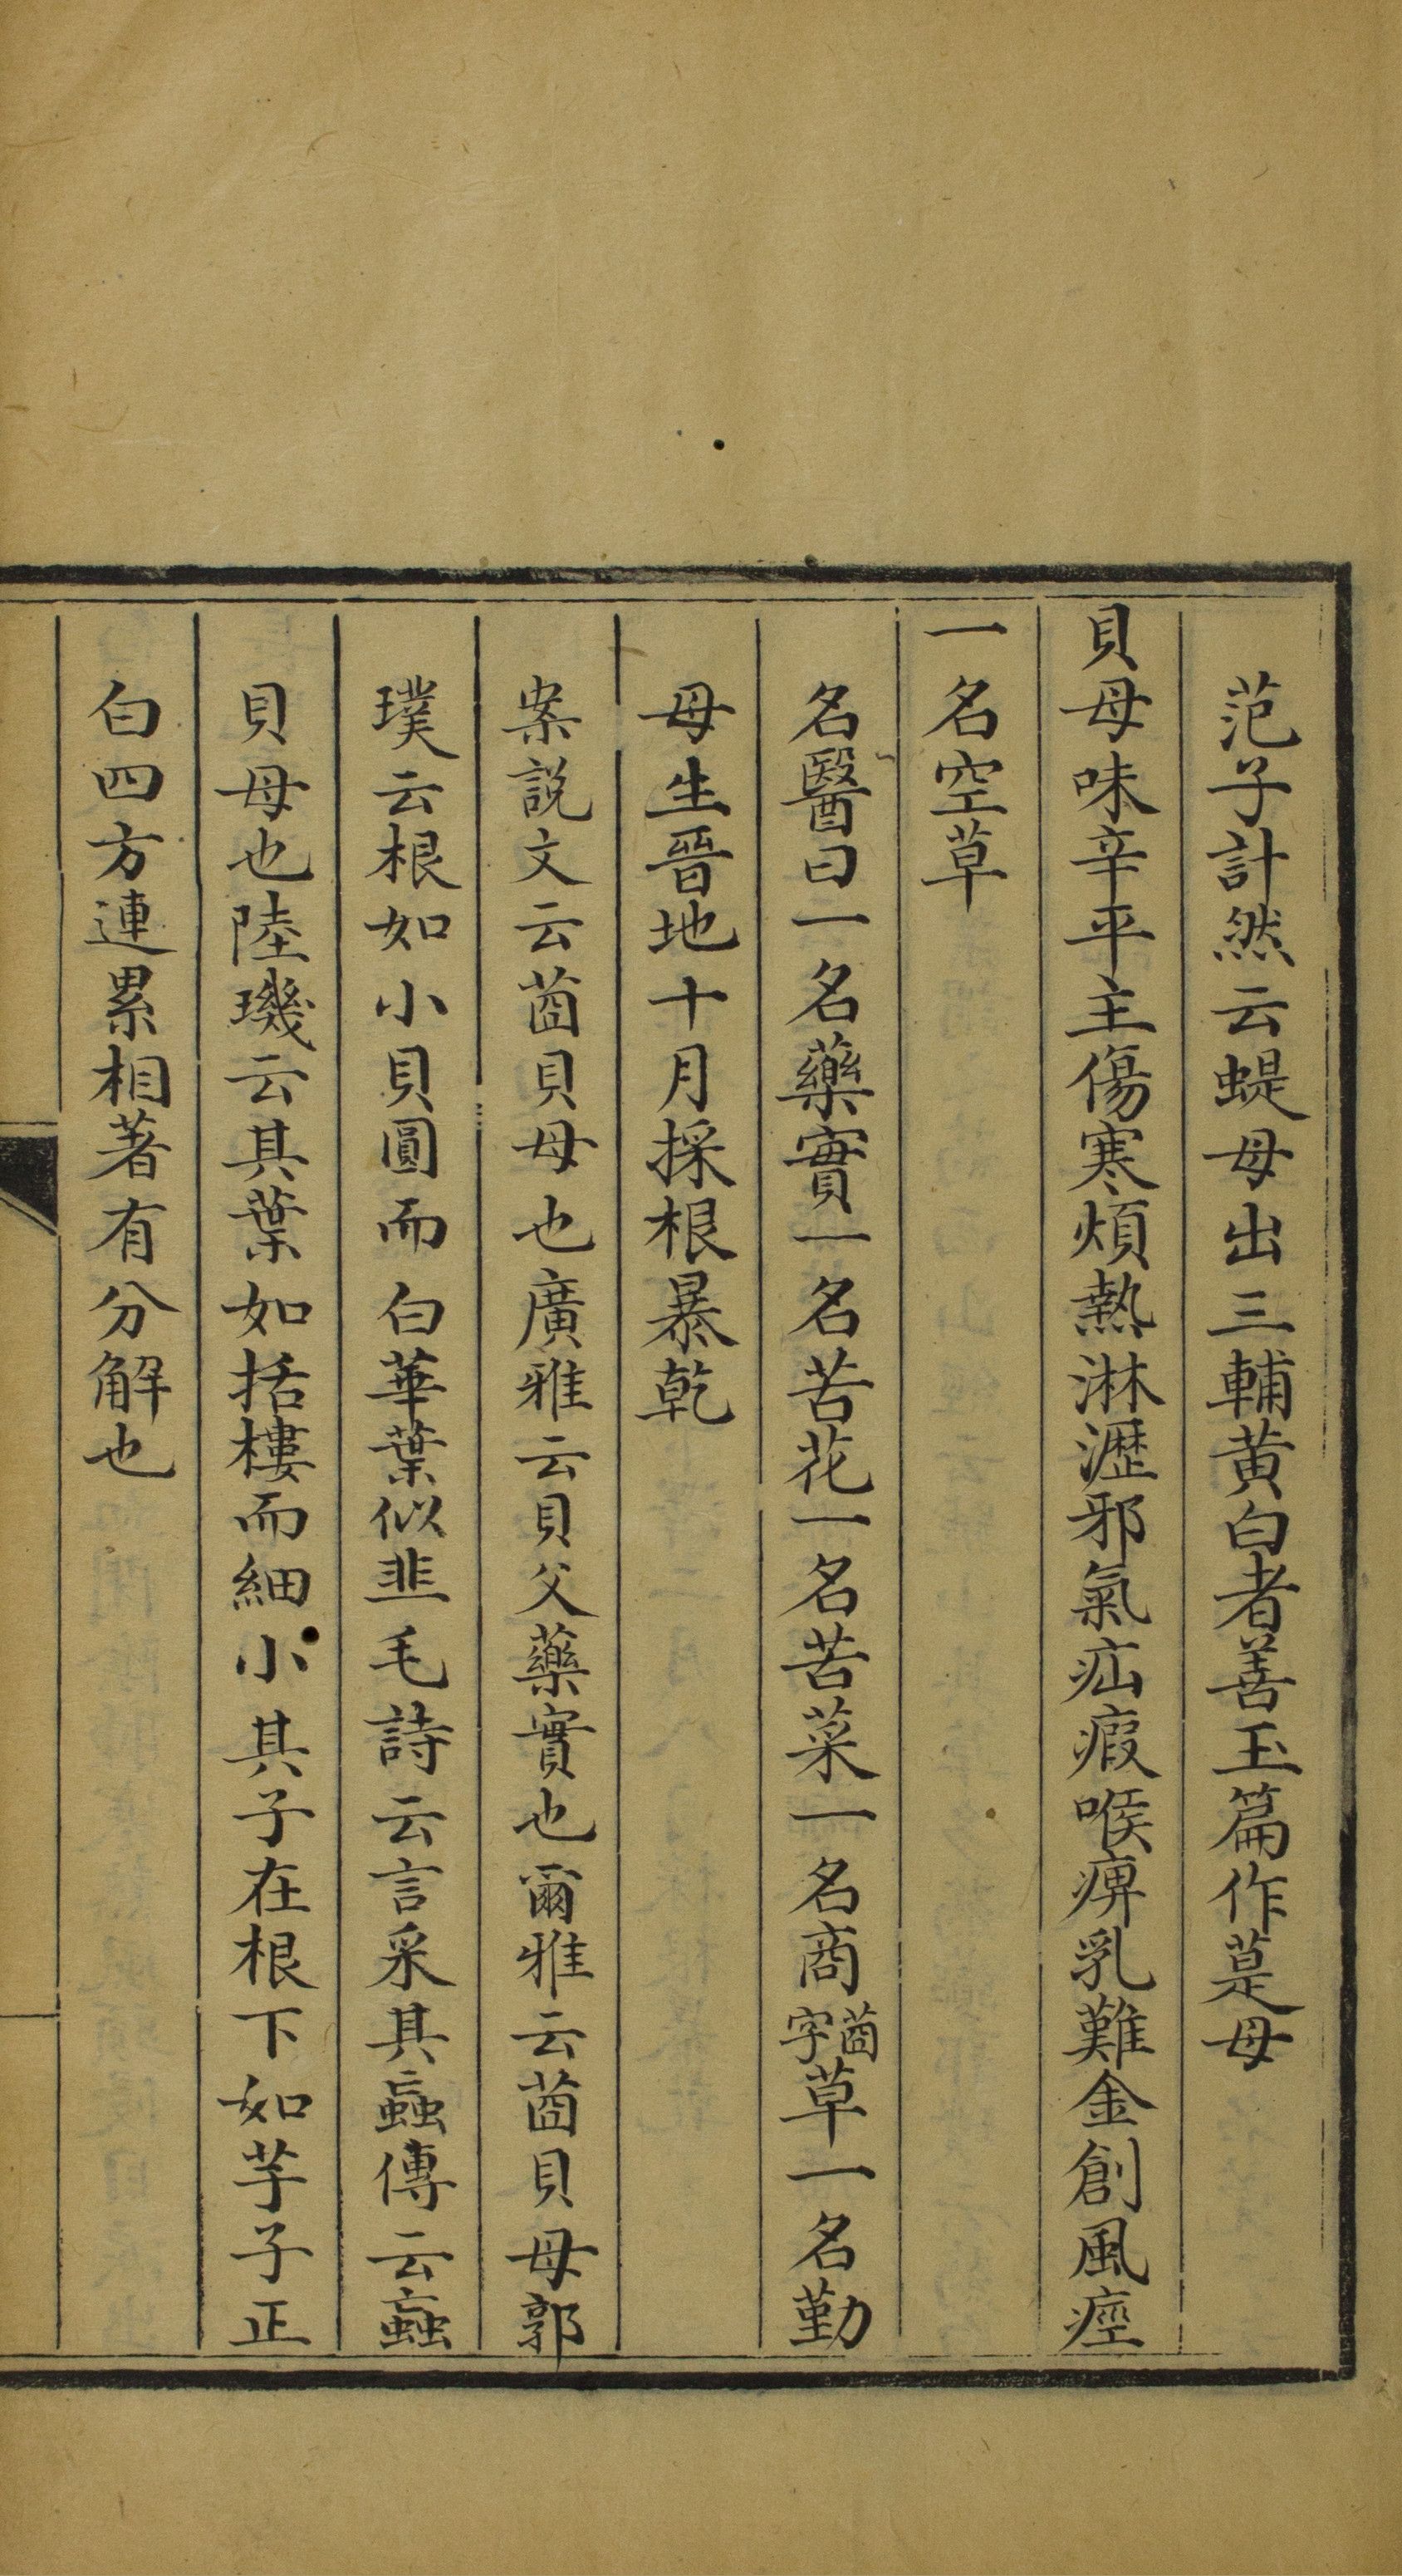 范子計然云蝭母出三輔黄白者善玉篇作莡母
貝母味辛平主傷寒煩熱淋瀝邪氣疝瘕喉痹乳難金創風痙
一名空草
名醫曰一名藥實一名苦花一名苦菜一名商茵字草一名勤
母生晉地十月採根暴乾
案說文云茵貝母也廣雅云貝父藥實也爾雅云茵貝母郭
璞云根如小貝圓而白華葉似韭毛詩云言采其蝱傳云蝱
貝母也陸璣云其葉如括樓而細小其子在根下如芋子正
白四方連累相著有分解也